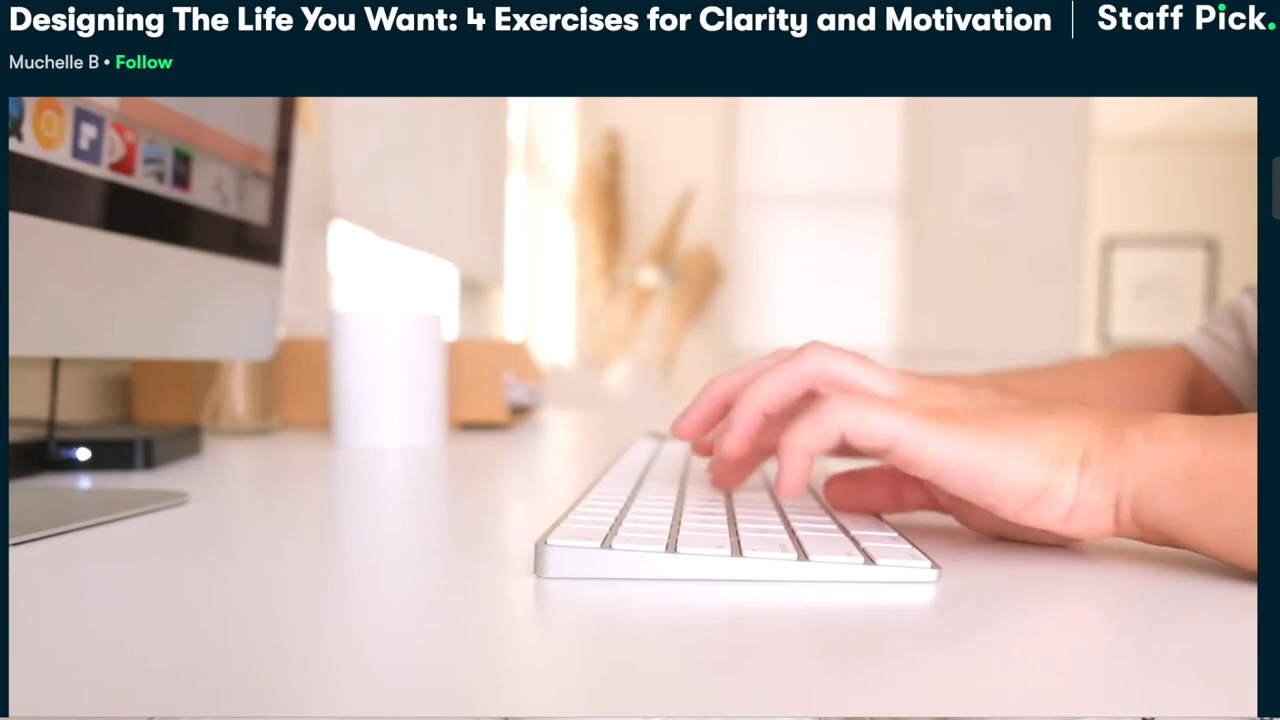 Designing The Life You Want: 4 Exercises for Clarity and Motivation | Staff Pick.
Muchelle B • Follow